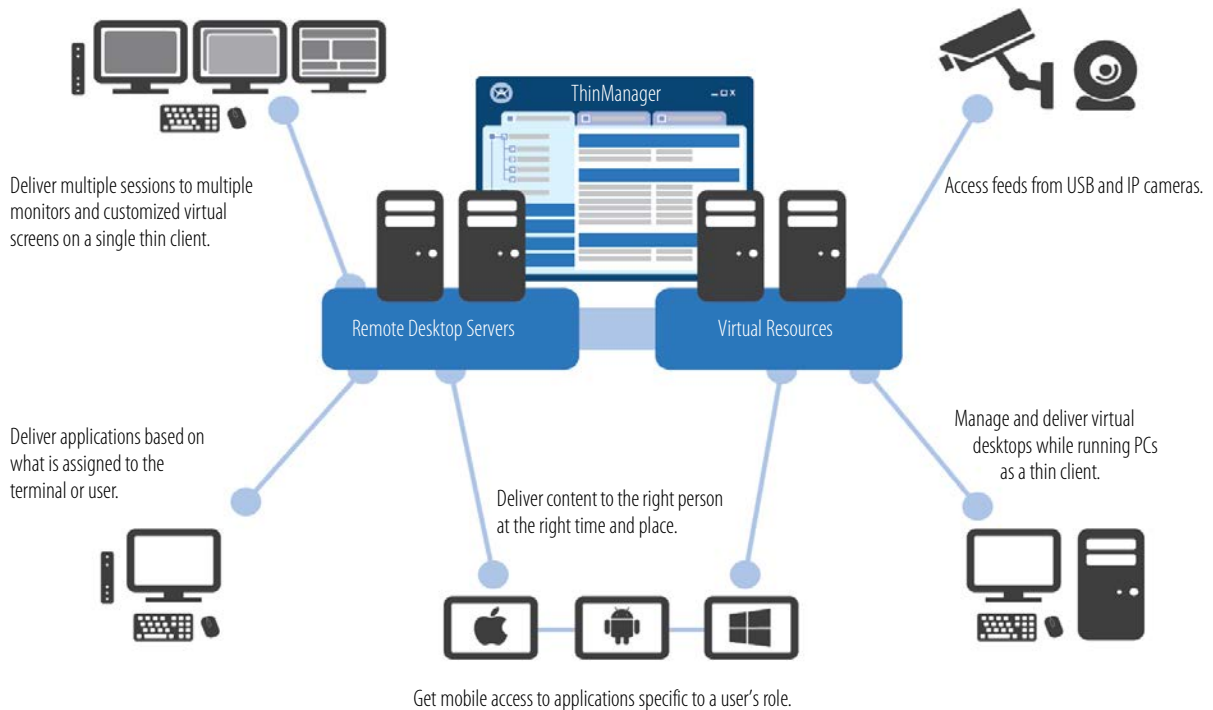 ThinManager
Deliver multiple sessions to multiple
monitors and customized virtual
screens on a single thin client.
Access feeds from USB and IP cameras.
Remote Desktop Servers
Virtual Resources
Deliver applications based on
what is assigned to the
terminal or user.
Manage and deliver virtual
desktops while running PCs
as a thin client.
Deliver content to the right person
at the right time and place.
Get mobile access to applications specific to a user's role.